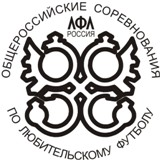 ОБЩЕРОССИЙСКИЕ СОРЕВНОВАНИЯ
АФЛ
РОССИЯ
ПО ЛЮБИТЕЛЬСКОМУ ФУТБОЛУ